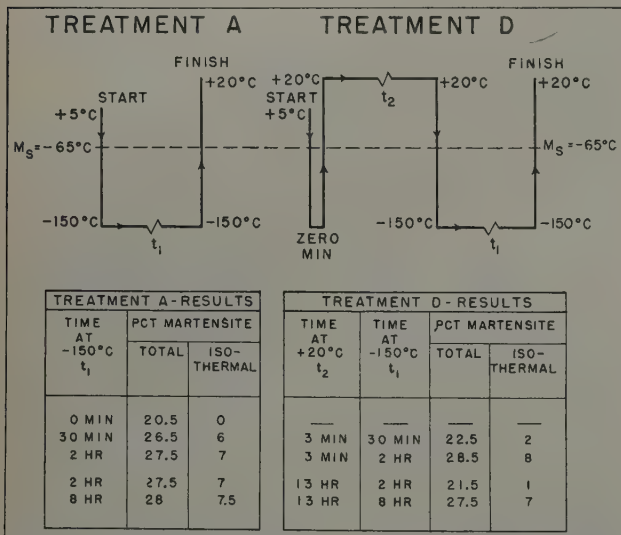 TREATMENT A
TREATMENT D
FINISH
+20°C
START
+5°C
Ms=-65°C
-150°C
-150°C
t1
+20°C
START
+5°C
t2
+20°C
FINISH
+20°C
Ms=-65°C
ZERO
MIN
-150°C
-150°C
t1
TREATMENT A-RESULTS
TIME AT -150°C t1 PCT MARTENSITE
TOTAL ISO-THERMAL
0 MIN 20.5 0
30 MIN 26.5 6
2 HR 27.5 7
2 HR 27.5 7
8 HR 28 7.5
TREATMENT D-RESULTS
TIME AT +20°C t2 TIME AT -150°C t1 PCT MARTENSITE
TOTAL ISO-THERMAL
— — — —
3 MIN 30 MIN 22.5 2
3 MIN 2 HR 28.5 8
13 HR 2 HR 21.5 1
13 HR 8 HR 27.5 7